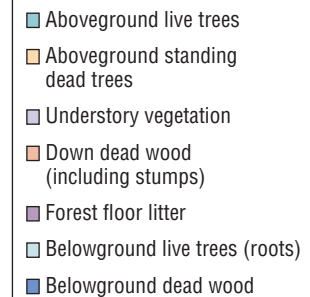 Aboveground live trees
Aboveground standing
dead trees
Understory vegetation
Down dead wood
(including stumps)
Forest floor litter
Belowground live trees (roots)
Belowground dead wood